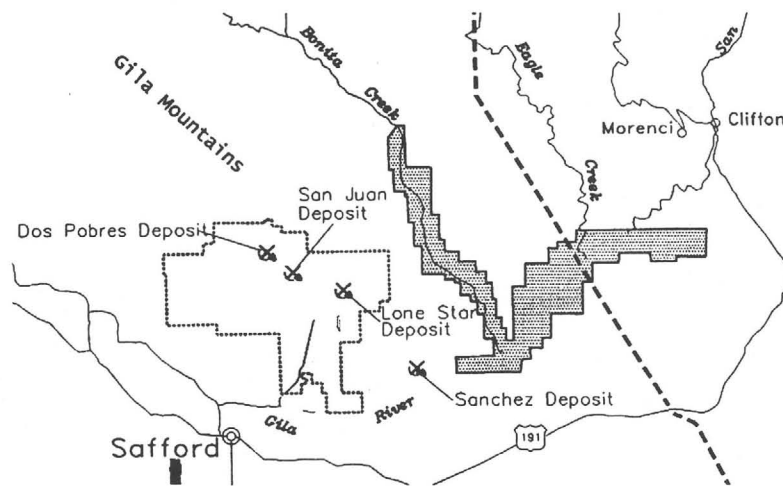 Bonita
Creek
Eagle
Creek
San
Gila Mountains
Morenci
Clifton
San Juan
Deposit
Dos Pobres Deposit
Lone Star
Deposit
Sanchez Deposit
Gila
River
Safford
191